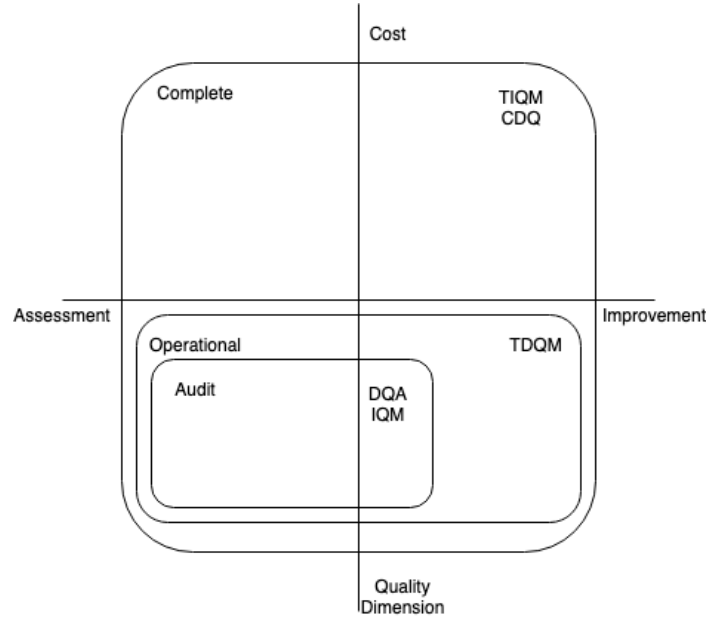 Cost
Complete
TIQM
CDQ
Assessment
Improvement
Operational
TDQM
Audit
DQA
IQM
Quality
Dimension